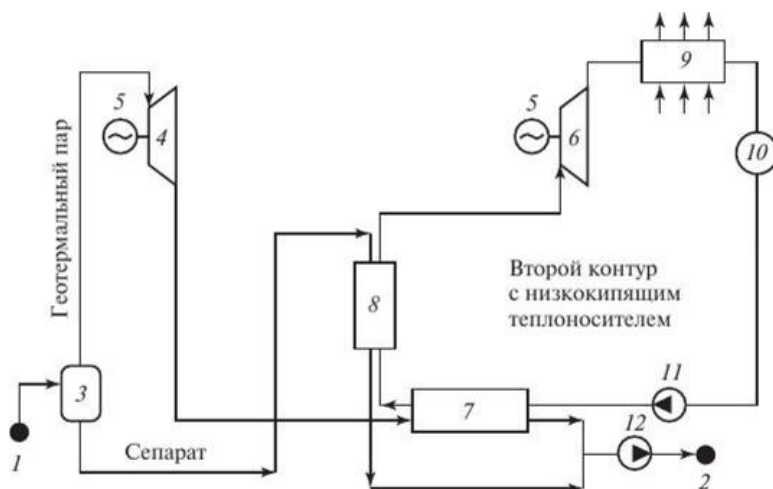 9
5
5
4
6
10
Геотермальный пар
Второй контур
с низкокипящим
теплоносителем
8
3
11
7
12
1
Сепарат
2